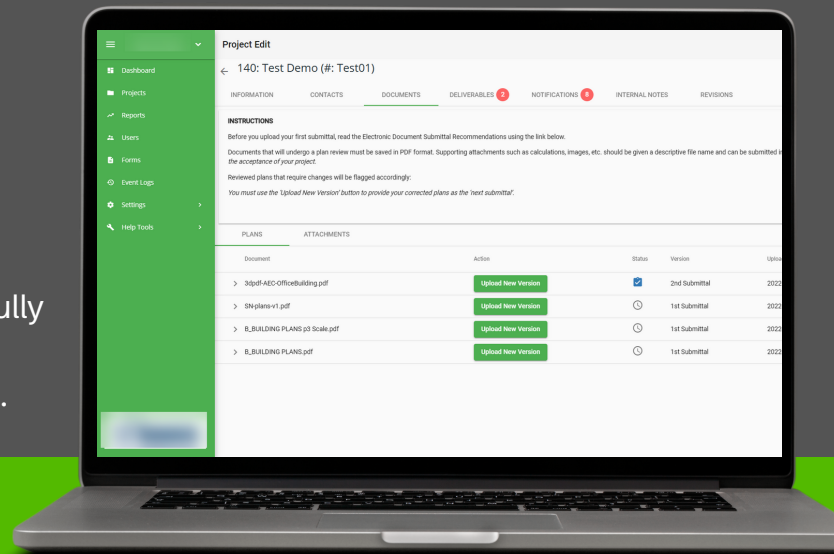 Project Edit
140: Test Demo (#: Test01)
Dashboard
Projects
Reports
Users
Forms
Event Logs
Settings
Help Tools
INFORMATION CONTACTS DOCUMENTS DELIVERABLES 2 NOTIFICATIONS 8 INTERNAL NOTES REVISIONS
INSTRUCTIONS
Before you upload your first submittal, read the Electronic Document Submittal Recommendations using the link below.
Documents that will undergo a plan review must be saved in PDF format. Supporting attachments such as calculations, images, etc. should be given a descriptive file name and can be submitted in
the acceptance of your project.
Reviewed plans that require changes will be flagged accordingly:
You must use the 'Upload New Version' button to provide your corrected plans as the 'next submittal'.
PLANS ATTACHMENTS
Document Action Status Version Uploa
3dpdf-AEC-OfficeBuilding.pdf Upload New Version 2nd Submittal 2022
SN-plans-v1.pdf Upload New Version 1st Submittal 2022
B_BUILDING PLANS p3 Scale.pdf Upload New Version 1st Submittal 2022
B_BUILDING PLANS.pdf Upload New Version 1st Submittal 2022
ully
.